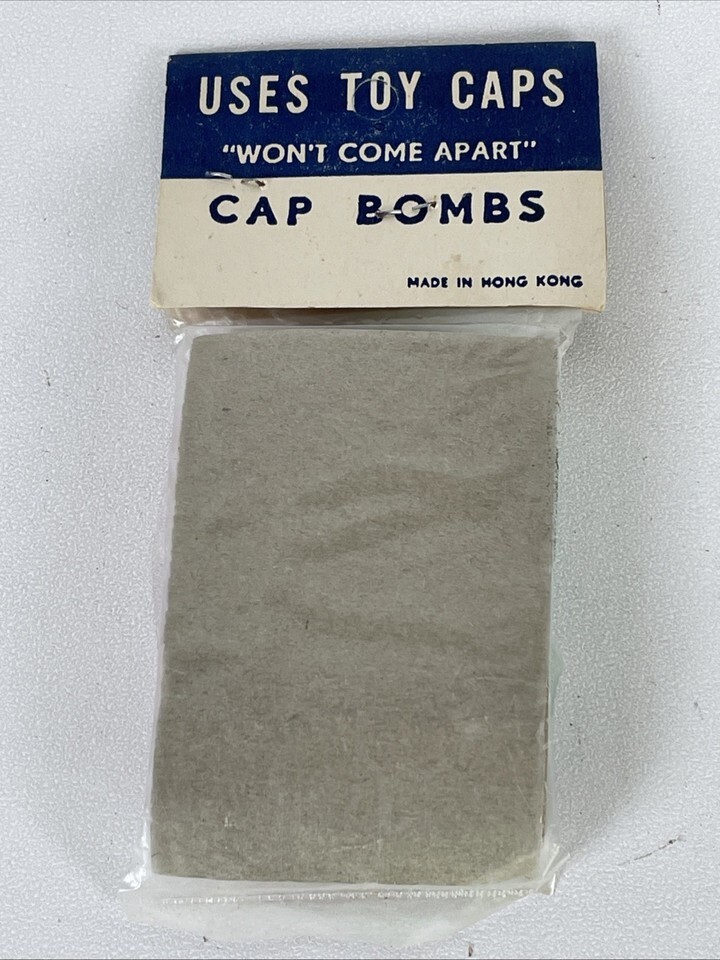 USES TOY CAPS
"WON'T COME APART"
CAP BOMBS
MADE IN HONG KONG